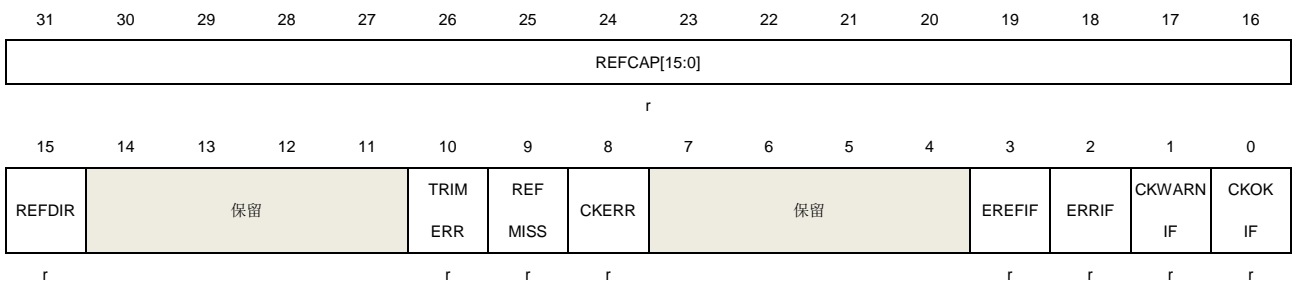 31 30 29 28 27 26 25 24 23 22 21 20 19 18 17 16
REFCAP[15:0]
r
15 14 13 12 11 10 9 8 7 6 5 4 3 2 1 0
REFDIR 保留 TRIM ERR REF MISS CKERR 保留 EREFIF ERRIF CKWARN IF CKOK IF
r r r r r r r r